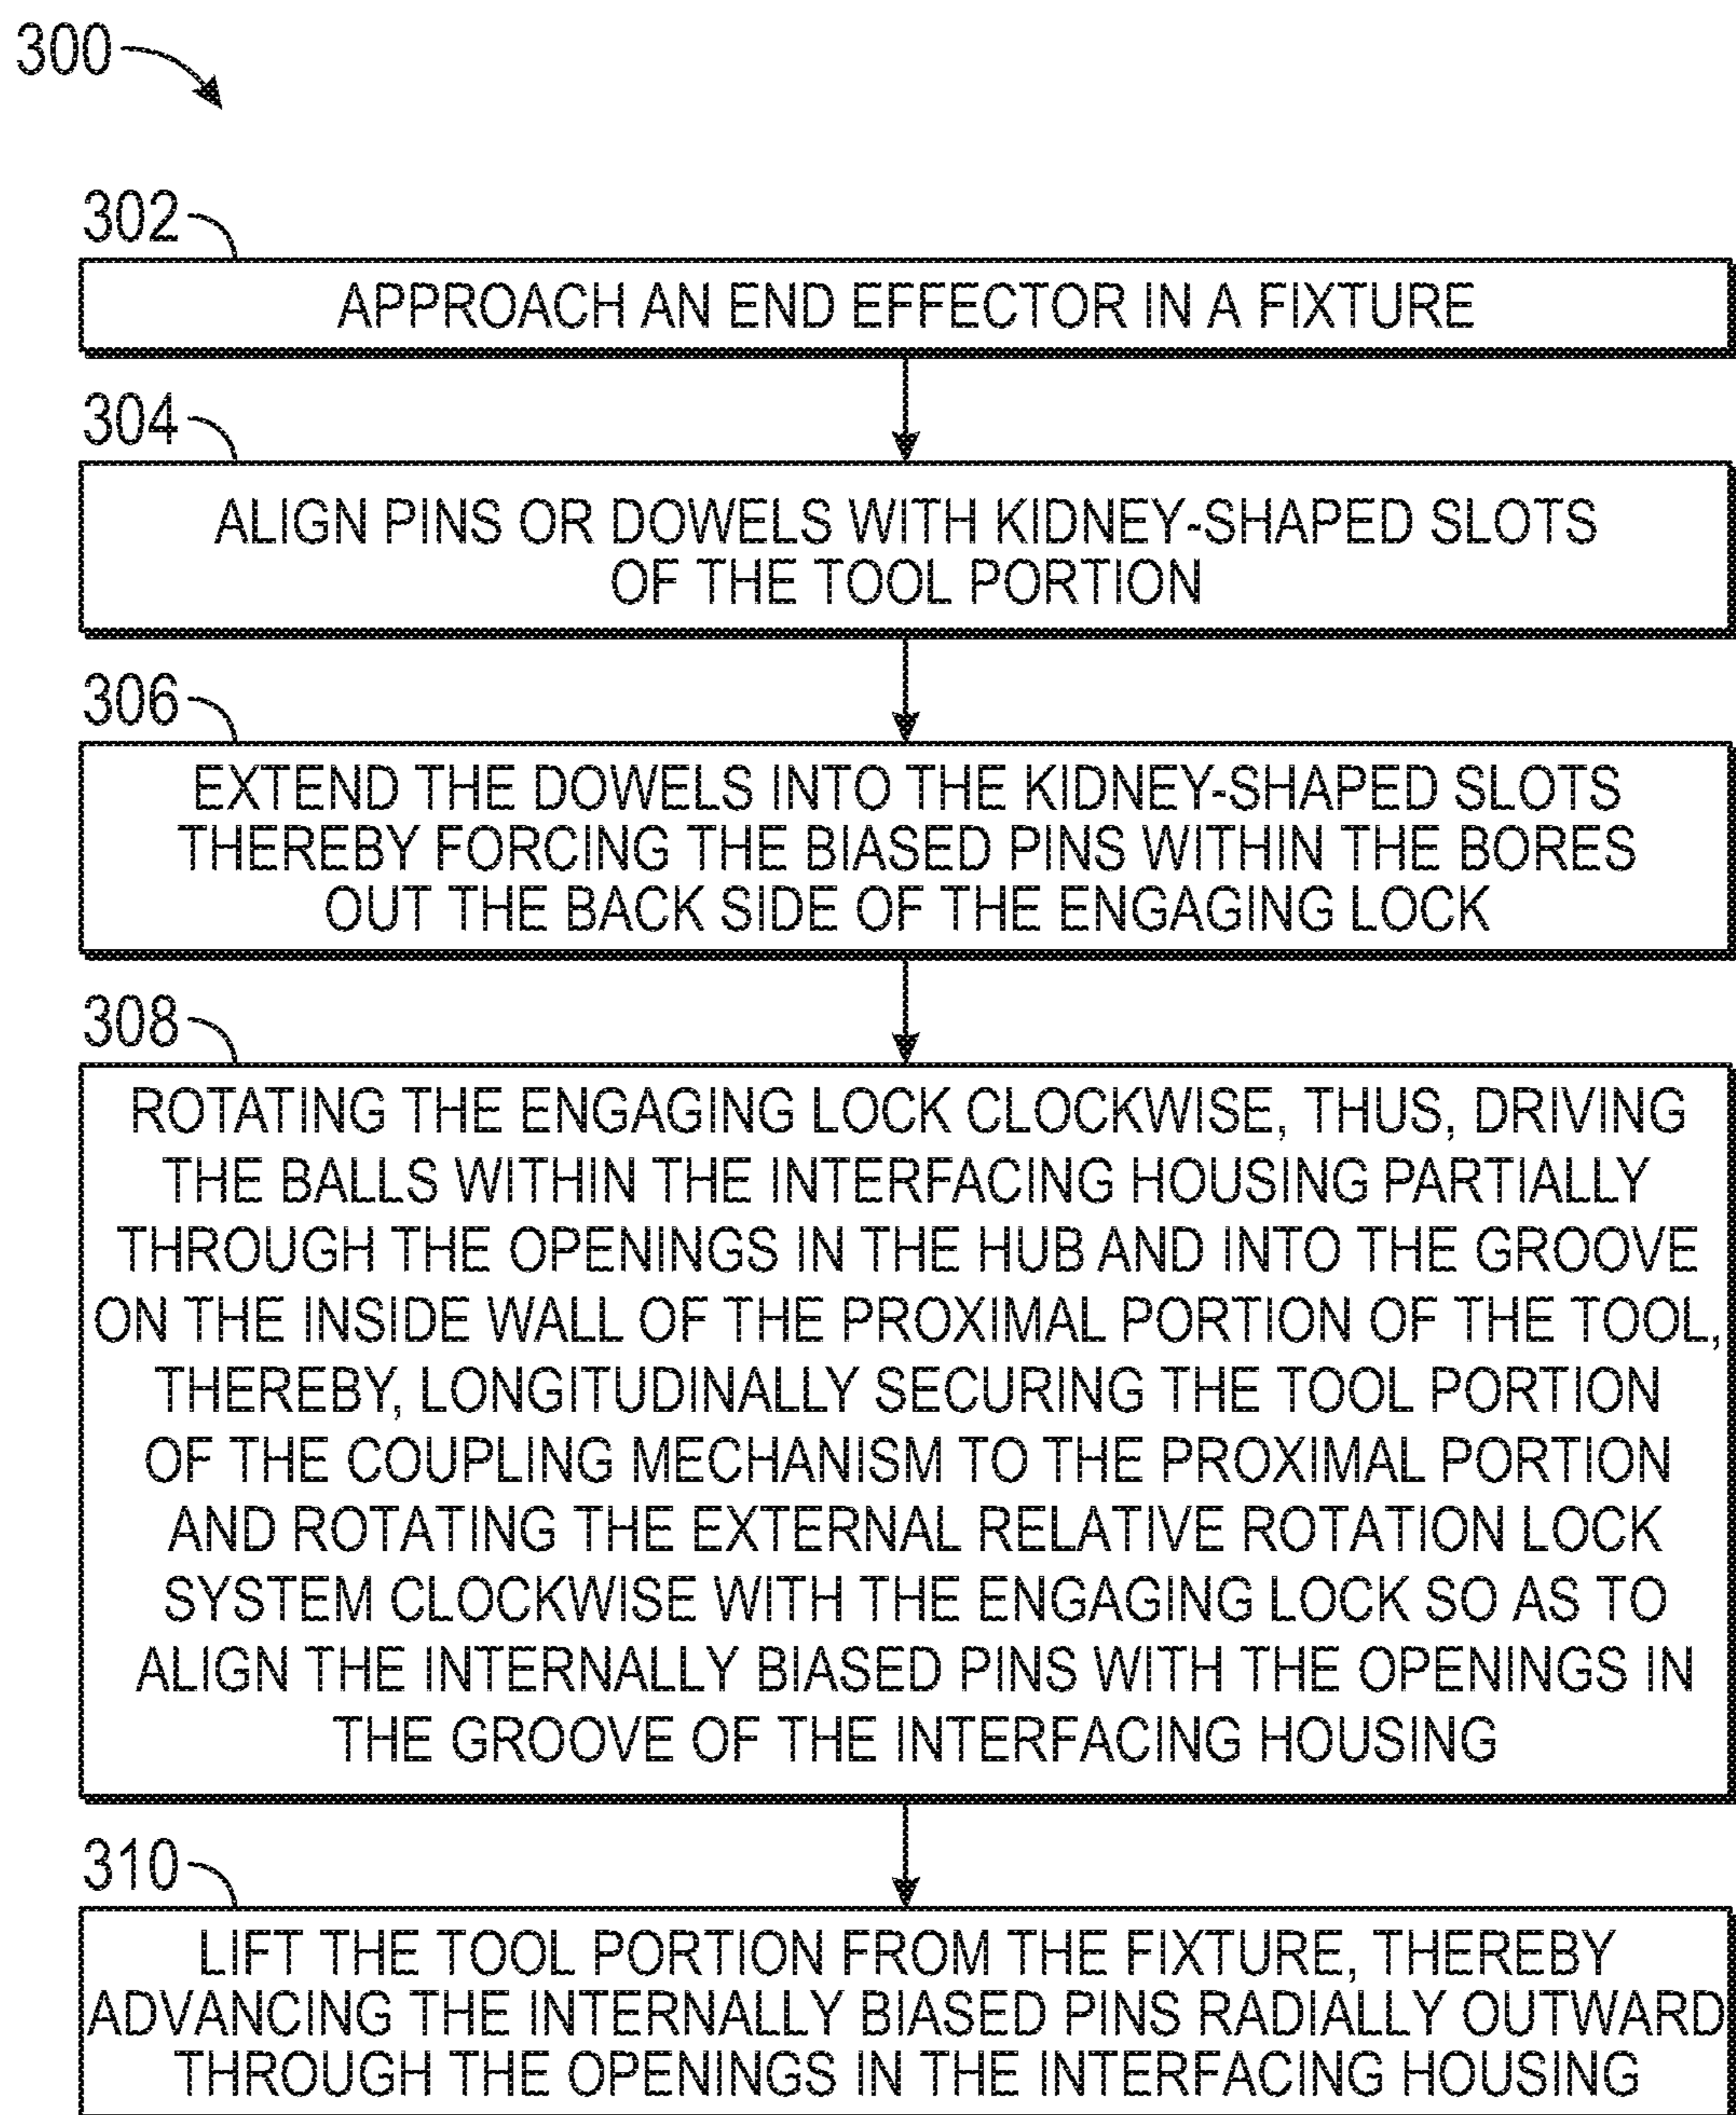 300
302
APPROACH AN END EFFECTOR IN A FIXTURE
304
ALIGN PINS OR DOWELS WITH KIDNEY-SHAPED SLOTS
OF THE TOOL PORTION
306
EXTEND THE DOWELS INTO THE KIDNEY-SHAPED SLOTS
THEREBY FORCING THE BIASED PINS WITHIN THE BORES
OUT THE BACK SIDE OF THE ENGAGING LOCK
308
ROTATING THE ENGAGING LOCK CLOCKWISE, THUS, DRIVING
THE BALLS WITHIN THE INTERFACING HOUSING PARTIALLY
THROUGH THE OPENINGS IN THE HUB AND INTO THE GROOVE
ON THE INSIDE WALL OF THE PROXIMAL PORTION OF THE TOOL,
THEREBY, LONGITUDINALLY SECURING THE TOOL PORTION
OF THE COUPLING MECHANISM TO THE PROXIMAL PORTION
AND ROTATING THE EXTERNAL RELATIVE ROTATION LOCK
SYSTEM CLOCKWISE WITH THE ENGAGING LOCK SO AS TO
ALIGN THE INTERNALLY BIASED PINS WITH THE OPENINGS IN
THE GROOVE OF THE INTERFACING HOUSING
310
LIFT THE TOOL PORTION FROM THE FIXTURE, THEREBY
ADVANCING THE INTERNALLY BIASED PINS RADIALLY OUTWARD
THROUGH THE OPENINGS IN THE INTERFACING HOUSING